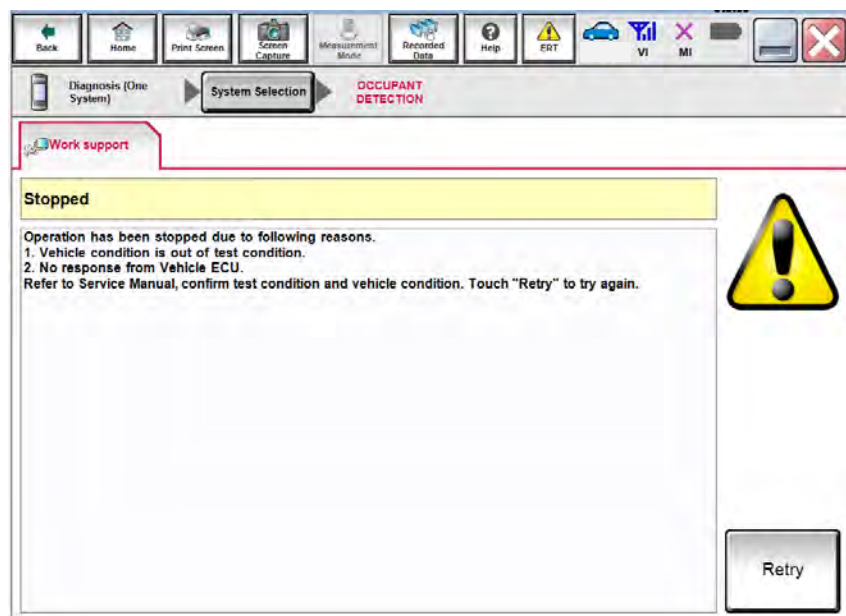 Back
Home
Print Screen
Screen
Capture
Measurement
Mode
Recorded
Data
Help
ERT
VI
MI
Diagnosis (One
System)
System Selection
OCCUPANT
DETECTION
Work support
Stopped
Operation has been stopped due to following reasons.
1. Vehicle condition is out of test condition.
2. No response from Vehicle ECU.
Refer to Service Manual, confirm test condition and vehicle condition. Touch "Retry" to try again.
Retry